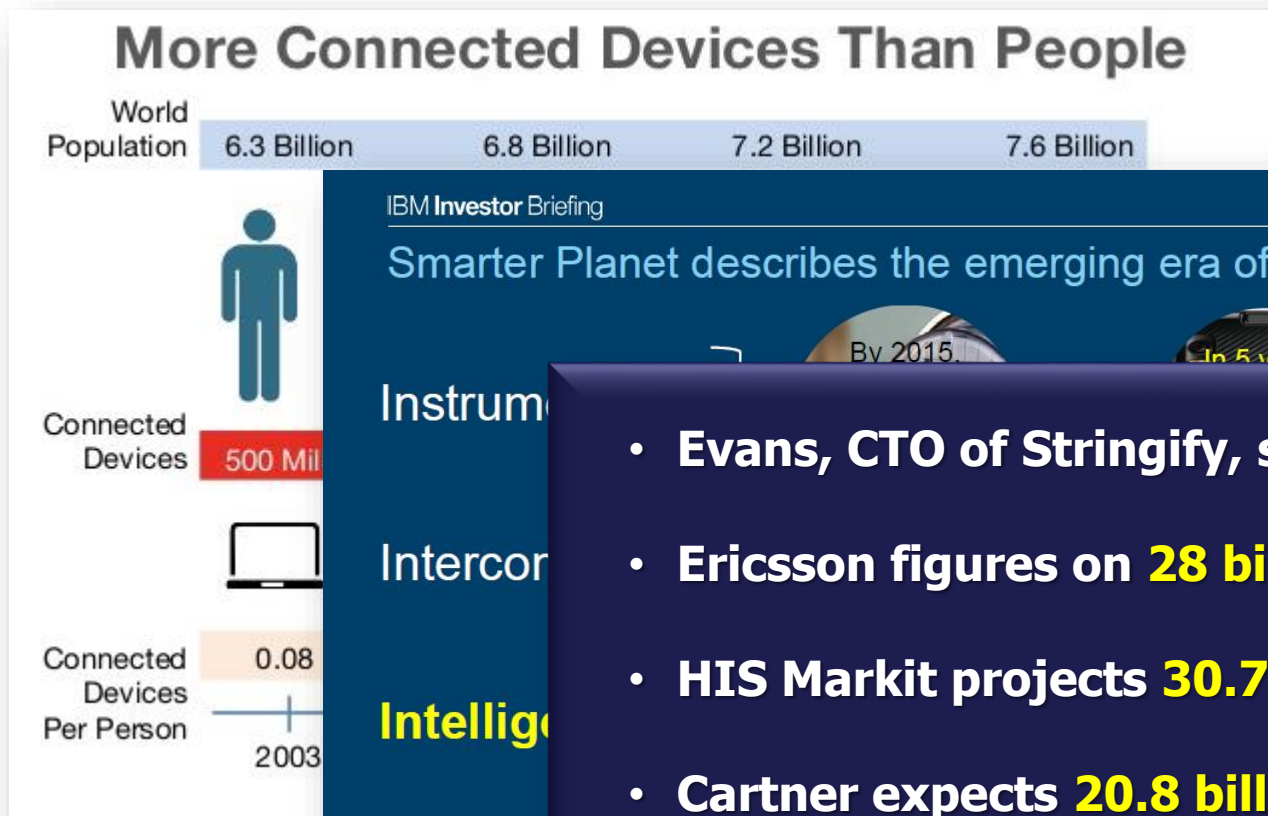 More Connected Devices Than People
World
Population
6.3 Billion 6.8 Billion 7.2 Billion 7.6 Billion
IBM Investor Briefing
Smarter Planet describes the emerging era of
By 2015,
In 5
Connected
Devices
500 Mil
Connected
Devices
Per Person
0.08
2003
Instrum
Intercon
Intellig
• Evans, CTO of Stringify, s
• Ericsson figures on 28 bi
• HIS Markit projects 30.7
• Cartner expects 20.8 bill